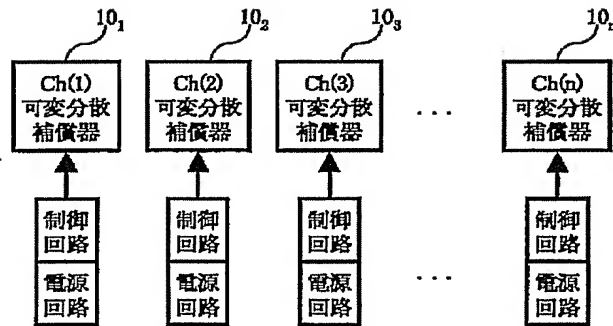 10₁ 10₂ 10₃ 10ₙ
Ch(1) Ch(2) Ch(3) Ch(n)
可変分散 可変分散 可変分散 ... 可変分散
補償器 補償器 補償器 補償器
制御 制御 制御 制御
回路 回路 回路 回路
電源 電源 電源 ... 電源
回路 回路 回路 回路